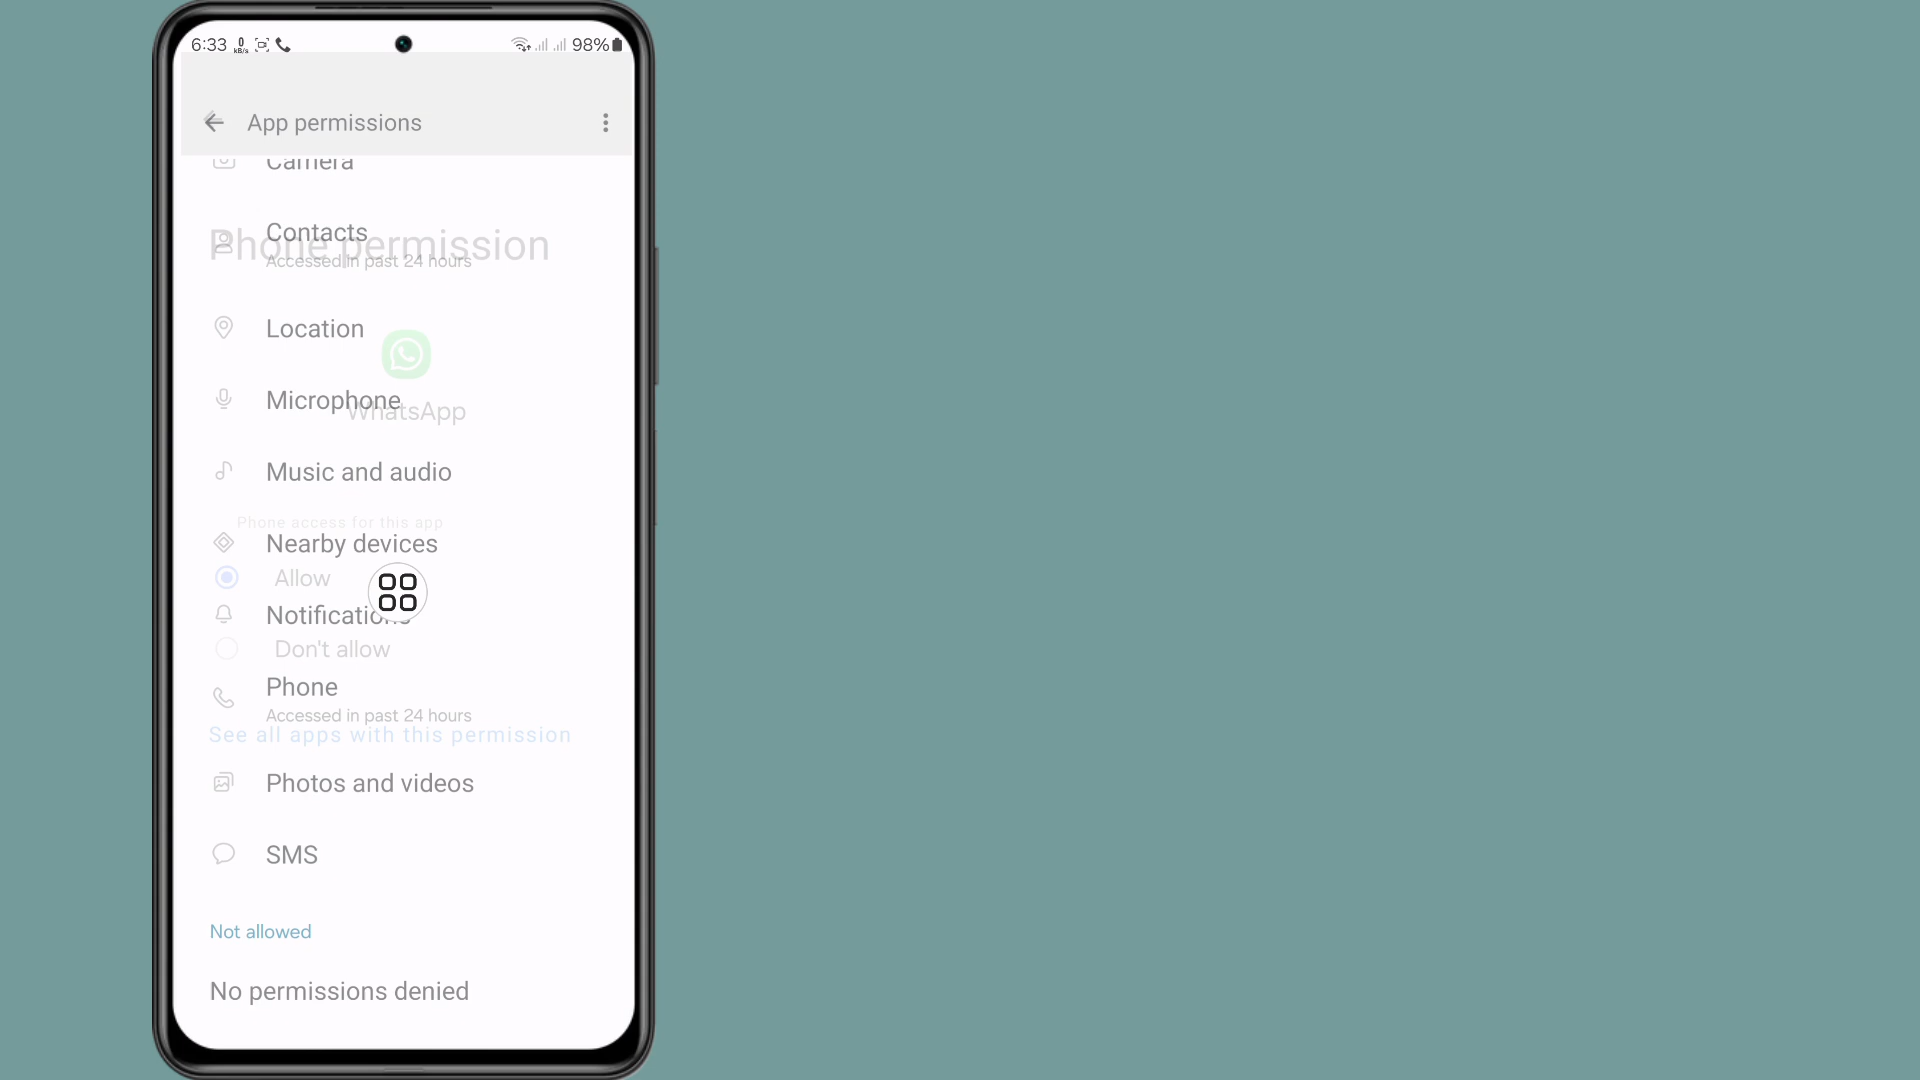 6:33 0 KB/s 98%
App permissions
Camera
Phone permission
Contacts
Accessed in past 24 hours
Location
Microphone
WhatsApp
Music and audio
Phone access for this app
Nearby devices
Allow
Notifications
Don't allow
Phone
Accessed in past 24 hours
See all apps with this permission
Photos and videos
SMS
Not allowed
No permissions denied